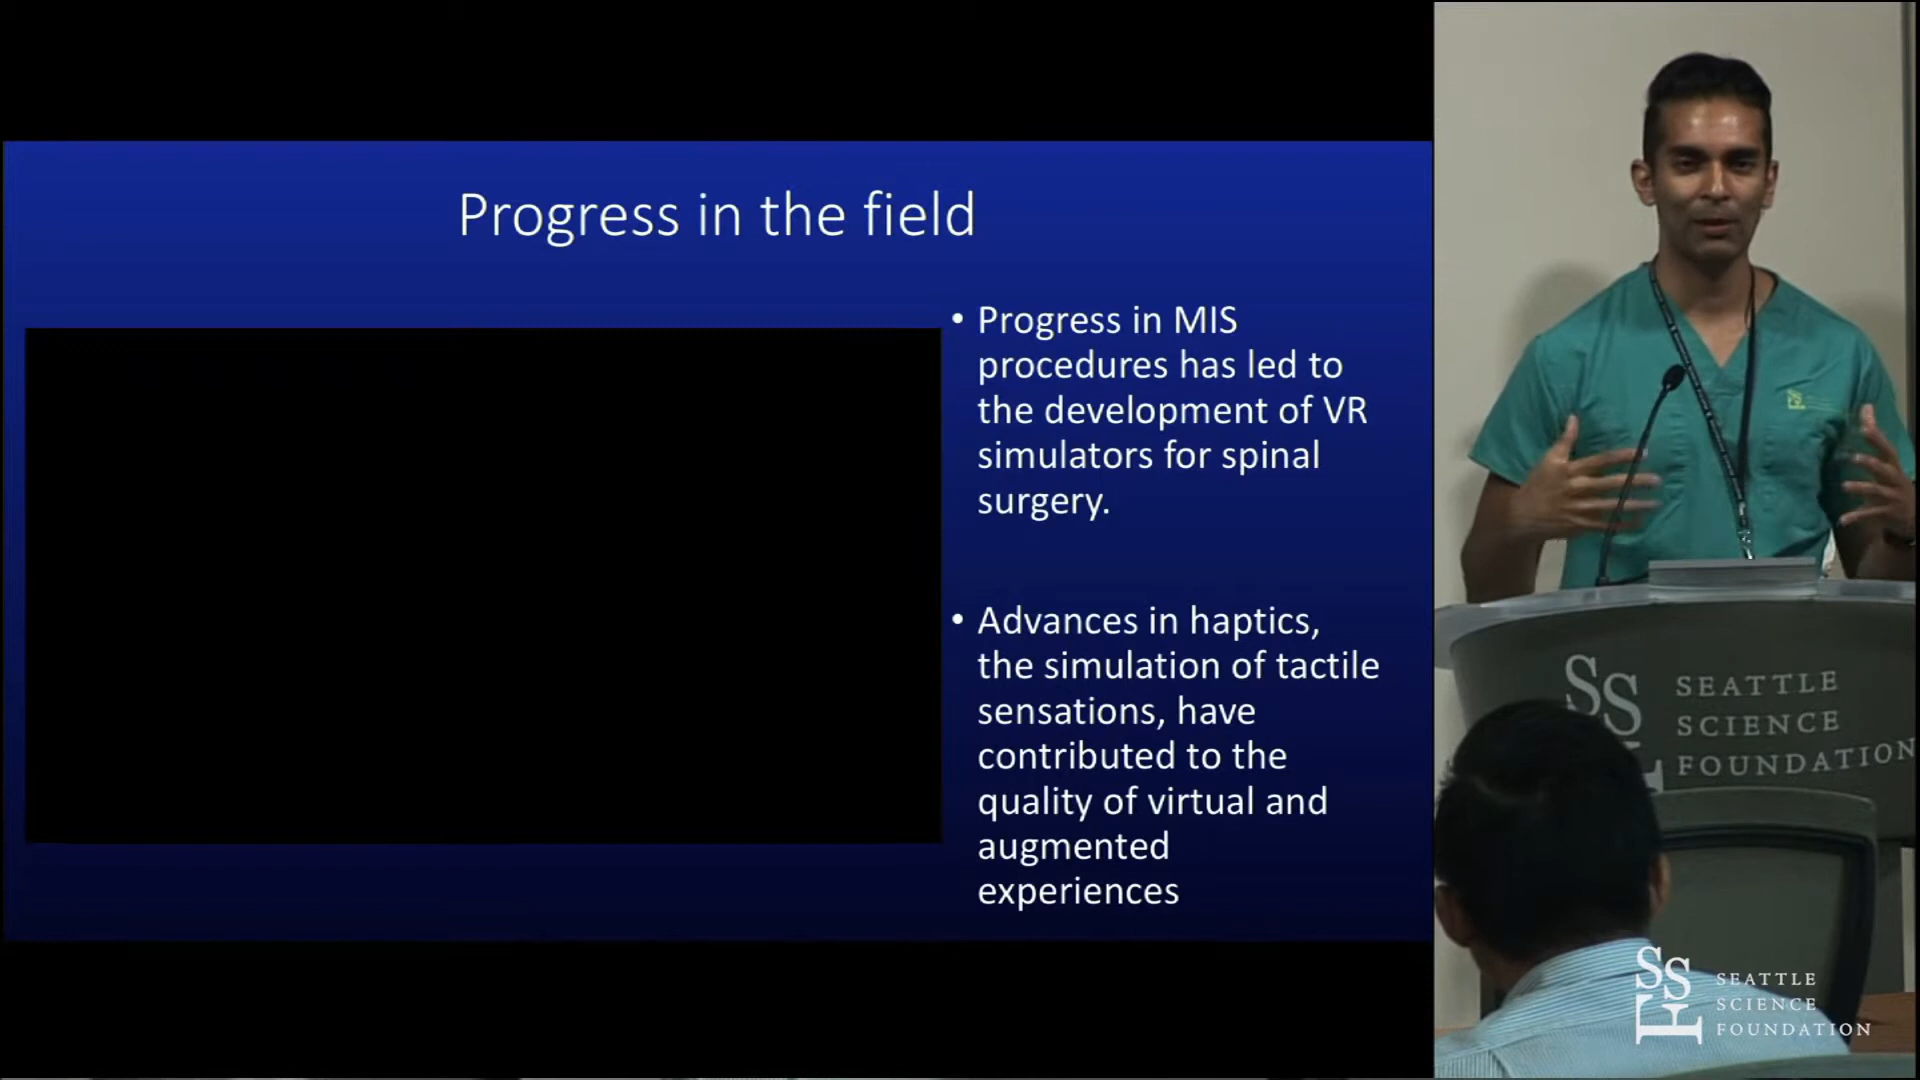 Progress in the field
• Progress in MIS
procedures has led to
the development of VR
simulators for spinal
surgery.
• Advances in haptics,
the simulation of tactile
sensations, have
contributed to the
quality of virtual and
augmented
experiences
SSF
SEATTLE
SCIENCE
FOUNDATION
SSF
SEATTLE
SCIENCE
FOUNDATION